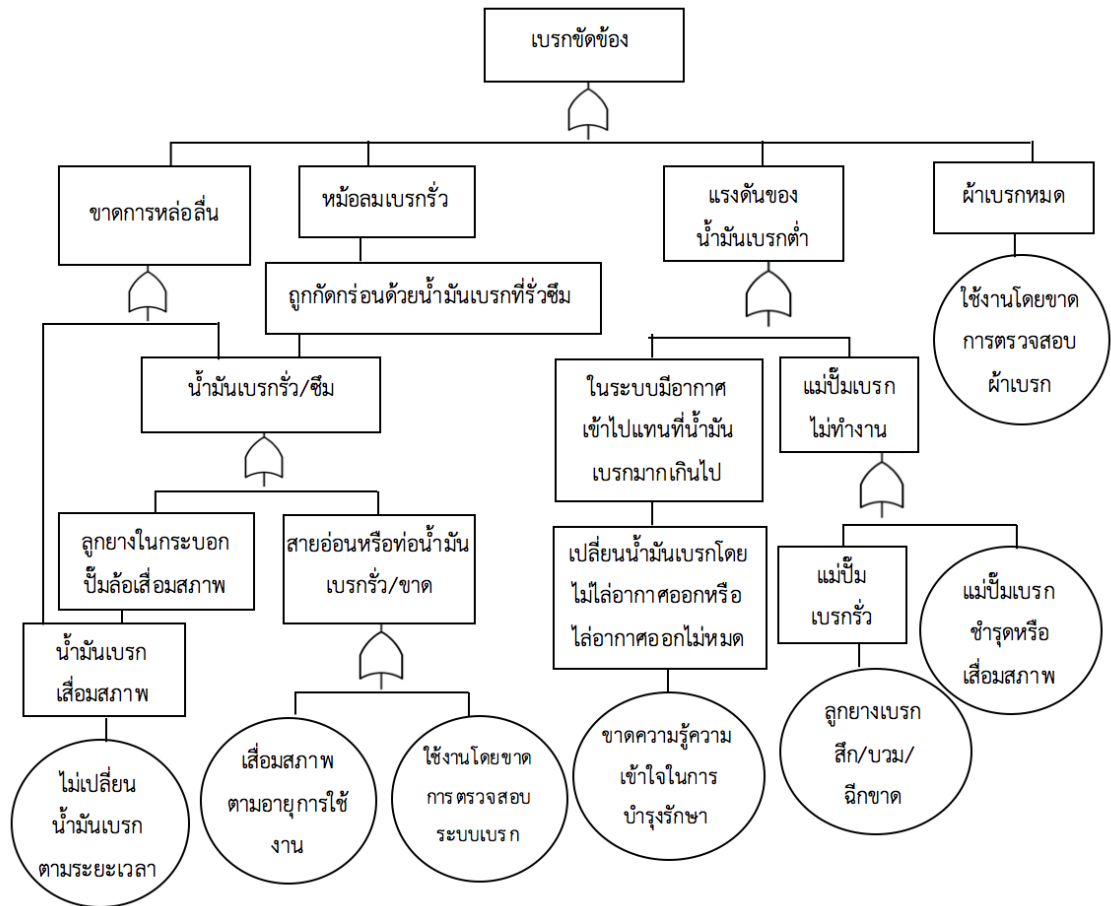 เบรกขัดข้อง
ขาดการหล่อลื่น
หม้อลมเบรกรั่ว
แรงดันของ
น้ำมันเบรกต่ำ
ผ้าเบรกหมด
ถูกกัดกร่อนด้วยน้ำมันเบรกที่รั่วซึม
ใช้งานโดยขาด
การตรวจสอบ
ผ้าเบรก
น้ำมันเบรกรั่ว/ซึม
ในระบบมีอากาศ
เข้าไปแทนที่น้ำมัน
เบรกมากเกินไป
แม่ปั๊มเบรก
ไม่ทำงาน
ลูกยางในกระบอก
ปั๊มล้อเสื่อมสภาพ
สายอ่อนหรือท่อน้ำมัน
เบรกรั่ว/ขาด
เปลี่ยนน้ำมันเบรกโดย
ไม่ไล่อากาศออกหรือ
ไล่อากาศออกไม่หมด
แม่ปั๊ม
เบรกรั่ว
แม่ปั๊มเบรก
ชำรุดหรือ
เสื่อมสภาพ
น้ำมันเบรก
เสื่อมสภาพ
ไม่เปลี่ยน
น้ำมันเบรก
ตามระยะเวลา
เสื่อมสภาพ
ตามอายุการใช้
งาน
ใช้งานโดยขาด
การตรวจสอบ
ระบบเบรก
ขาดความรู้ความ
เข้าใจในการ
บำรุงรักษา
ลูกยางเบรก
สึก/บวม/
ฉีกขาด